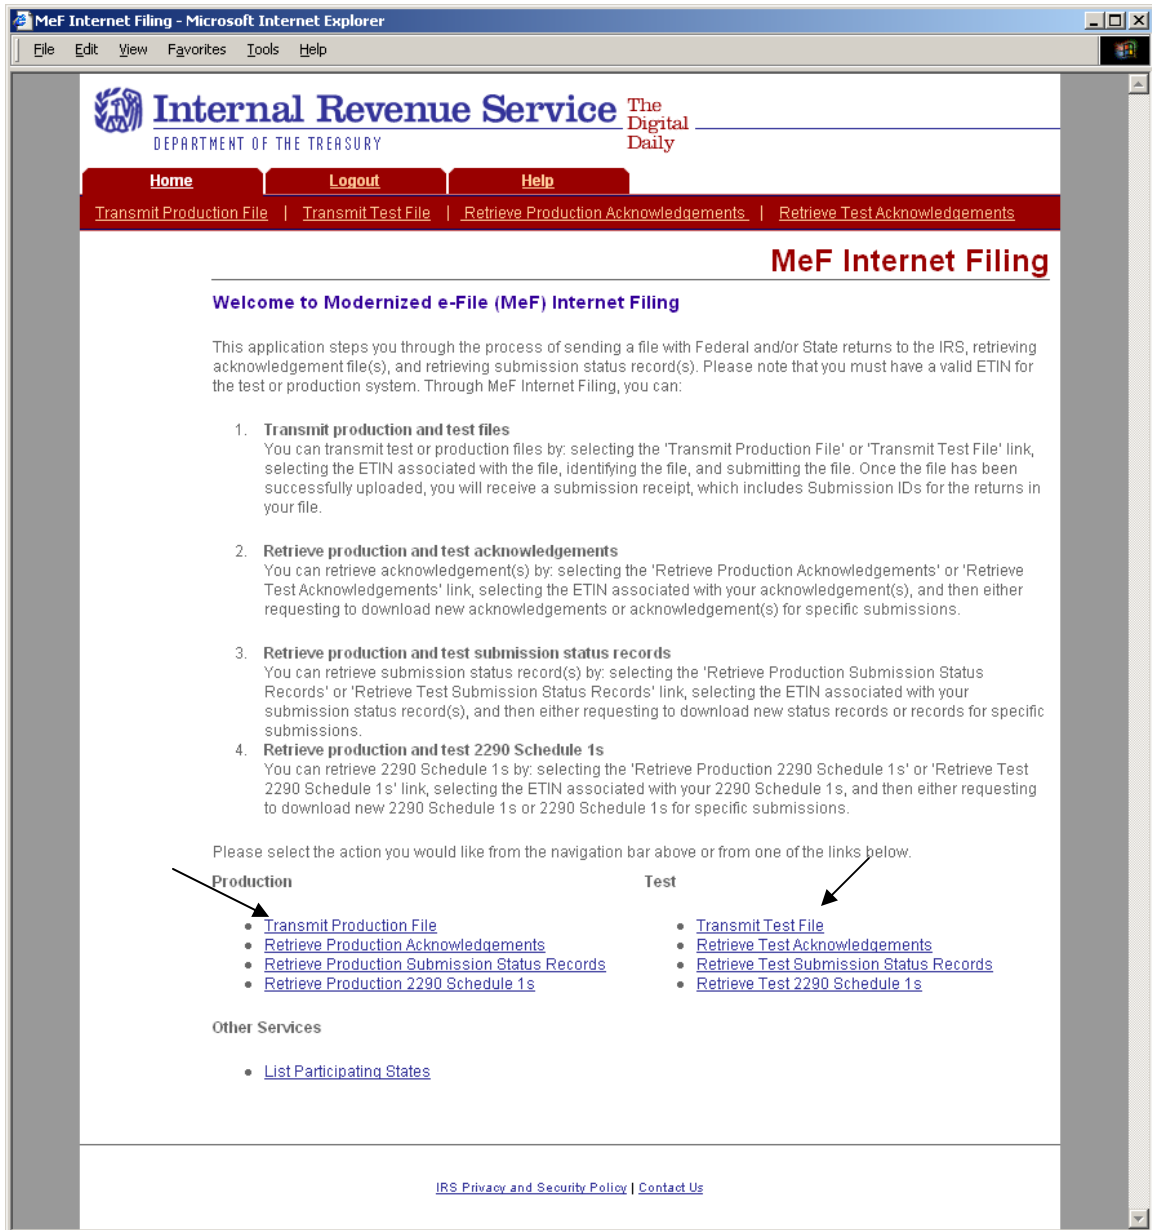 MeF Internet Filing - Microsoft Internet Explorer
File Edit View Favorites Tools Help
Internal Revenue Service
DEPARTMENT OF THE TREASURY
The
Digital
Daily
Home Logout Help
Transmit Production File | Transmit Test File | Retrieve Production Acknowledgements | Retrieve Test Acknowledgements
MeF Internet Filing
Welcome to Modernized e-File (MeF) Internet Filing
This application steps you through the process of sending a file with Federal and/or State returns to the IRS, retrieving
acknowledgement file(s), and retrieving submission status record(s). Please note that you must have a valid ETIN for
the test or production system. Through MeF Internet Filing, you can:
1. Transmit production and test files
You can transmit test or production files by: selecting the 'Transmit Production File' or 'Transmit Test File' link,
selecting the ETIN associated with the file, identifying the file, and submitting the file. Once the file has been
successfully uploaded, you will receive a submission receipt, which includes Submission IDs for the returns in
your file.
2. Retrieve production and test acknowledgements
You can retrieve acknowledgement(s) by: selecting the 'Retrieve Production Acknowledgements' or 'Retrieve
Test Acknowledgements' link, selecting the ETIN associated with your acknowledgement(s), and then either
requesting to download new acknowledgements or acknowledgement(s) for specific submissions.
3. Retrieve production and test submission status records
You can retrieve submission status record(s) by: selecting the 'Retrieve Production Submission Status
Records' or 'Retrieve Test Submission Status Records' link, selecting the ETIN associated with your
submission status record(s), and then either requesting to download new status records or records for specific
submissions.
4. Retrieve production and test 2290 Schedule 1s
You can retrieve 2290 Schedule 1s by: selecting the 'Retrieve Production 2290 Schedule 1s' or 'Retrieve Test
2290 Schedule 1s' link, selecting the ETIN associated with your 2290 Schedule 1s, and then either requesting
to download new 2290 Schedule 1s or 2290 Schedule 1s for specific submissions.
Please select the action you would like from the navigation bar above or from one of the links below.
Production
Transmit Production File
Retrieve Production Acknowledgements
Retrieve Production Submission Status Records
Retrieve Production 2290 Schedule 1s
Test
Transmit Test File
Retrieve Test Acknowledgements
Retrieve Test Submission Status Records
Retrieve Test 2290 Schedule 1s
Other Services
List Participating States
IRS Privacy and Security Policy | Contact Us